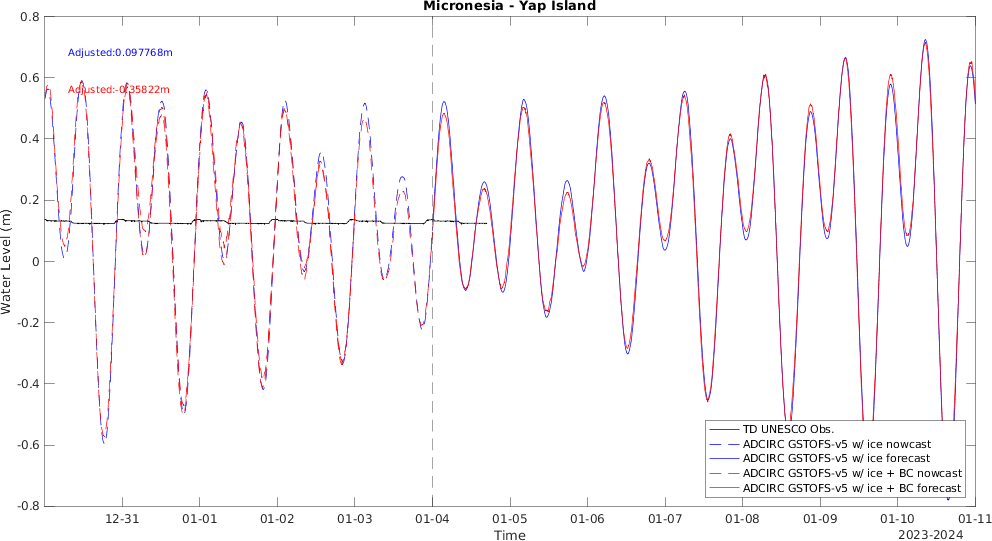 Micronesia - Yap Island
Adjusted:0.097768m
Adjusted:-0.35822m
Water Level (m)
0.8
0.6
0.4
0.2
0
-0.2
-0.4
-0.6
-0.8
TD UNESCO Obs.
ADCIRC GSTOFS-v5 w/ ice nowcast
ADCIRC GSTOFS-v5 w/ ice forecast
ADCIRC GSTOFS-v5 w/ ice + BC nowcast
ADCIRC GSTOFS-v5 w/ ice + BC forecast
12-31 01-01 01-02 01-03 01-04 01-05 01-06 01-07 01-08 01-09 01-10 01-11
Time
2023-2024